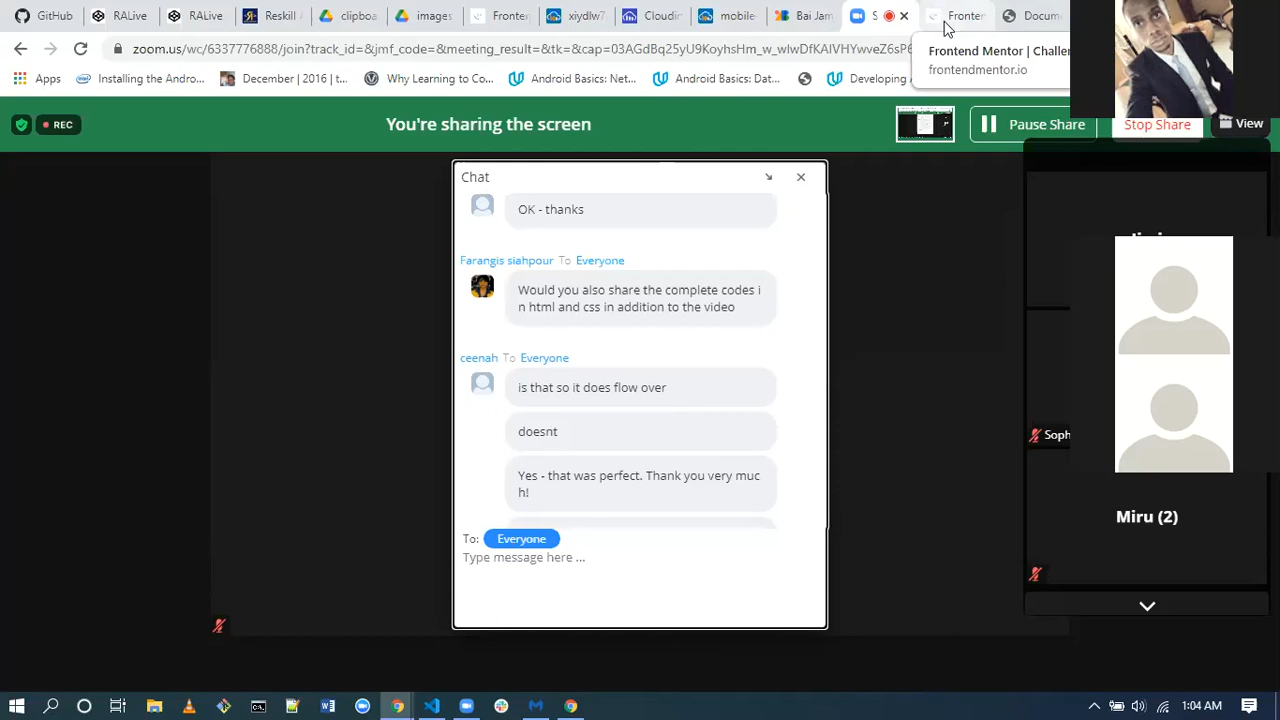 GitHub
RALive
RALive
Reskill A
clipboa
images
Fronten
xiydlw7
Cloudin
mobile-
Bai Jam
S
Fronten
Docume
zoom.us/wc/6337776888/join?track_id=&jmf_code=&meeting_result=&tk=&cap=
Frontend Mentor | Challen
frontendmentor.io
Apps
Installing the Andro...
December | 2016 | t...
Why Learning to Co...
Android Basics: Net...
Android Basics: Dat...
Developing
REC
You're sharing the screen
Pause Share
Stop Share
View
Chat
OK - thanks
Farangis siahpour To Everyone
Would you also share the complete codes i
n html and css in addition to the video
ceenah To Everyone
is that so it does flow over
doesnt
Yes - that was perfect. Thank you very muc
h!
To: Everyone
Type message here ...
Soph
Miru (2)
1:04 AM